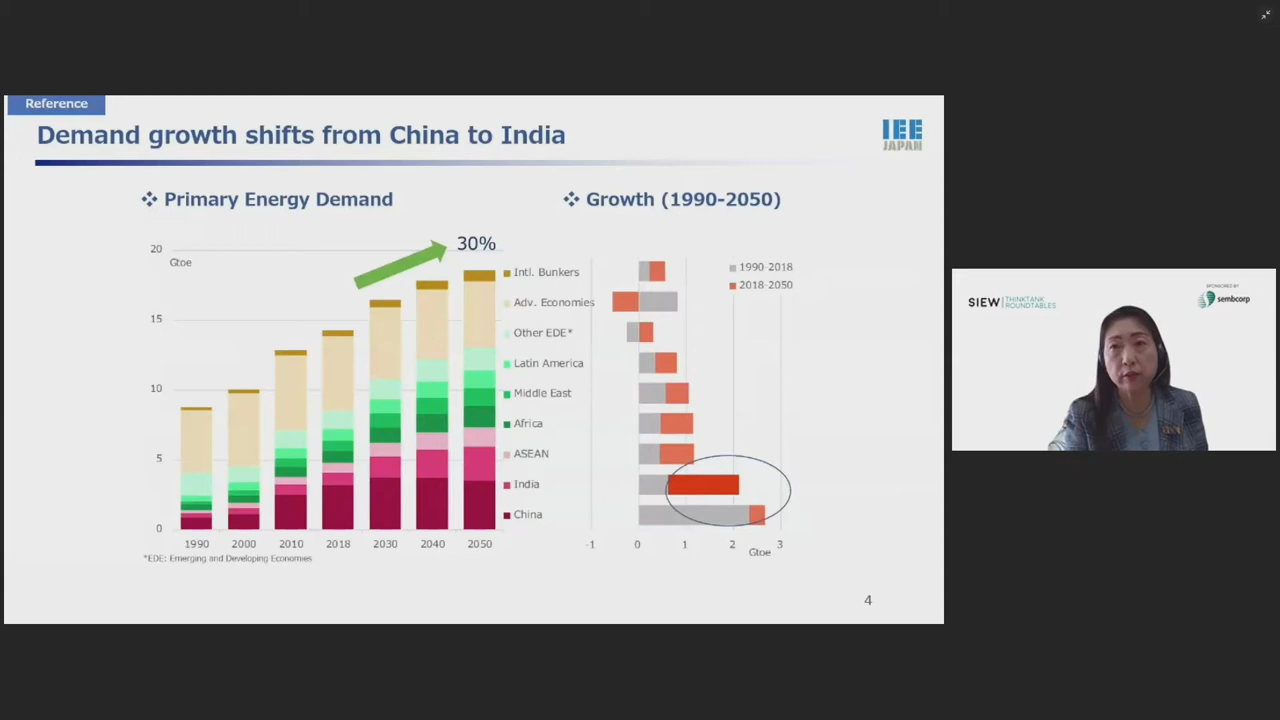 Reference
Demand growth shifts from China to India
IEE
JAPAN
❖ Primary Energy Demand
❖ Growth (1990-2050)
30%
20
Gtoe
15
10
5
0
1990 2000 2010 2018 2030 2040 2050
*EDE: Emerging and Developing Economies
Intl. Bunkers
Adv. Economies
Other EDE*
Latin America
Middle East
Africa
ASEAN
India
China
1990-2018
2018-2050
-1 0 1 2 3
Gtoe
4
SIEW THINKTANK
ROUNDTABLES
SPONSORED BY
sembcorp